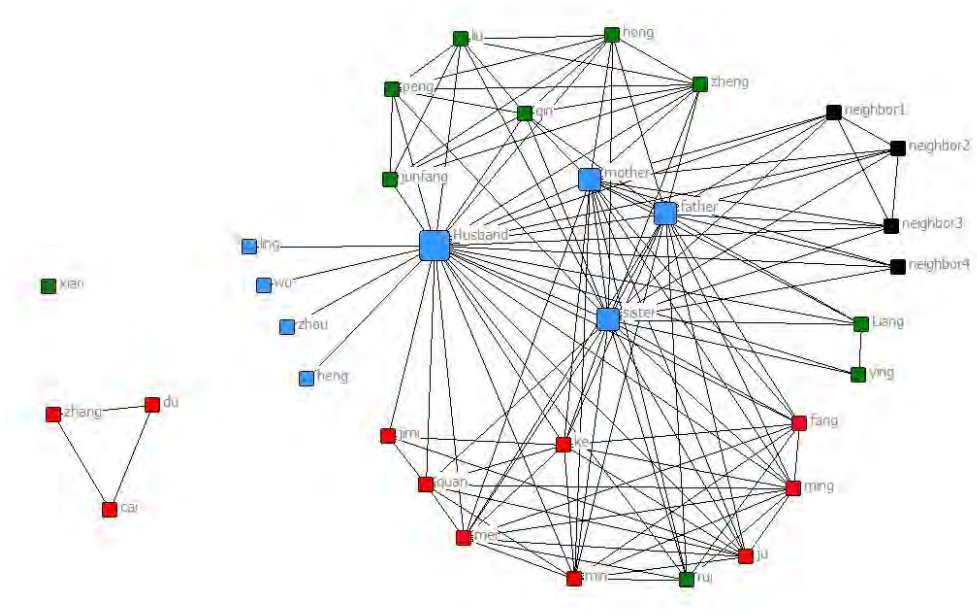 liu
hong
peng
zheng
qin
neighbor1
neighbor2
junfang
mother
father
neighbor3
Husband
ling
neighbor4
xian
wu
sister
Liang
zhou
heng
ying
du
zhang
fang
jimi
ke
quan
ming
cai
mei
ju
min
rui